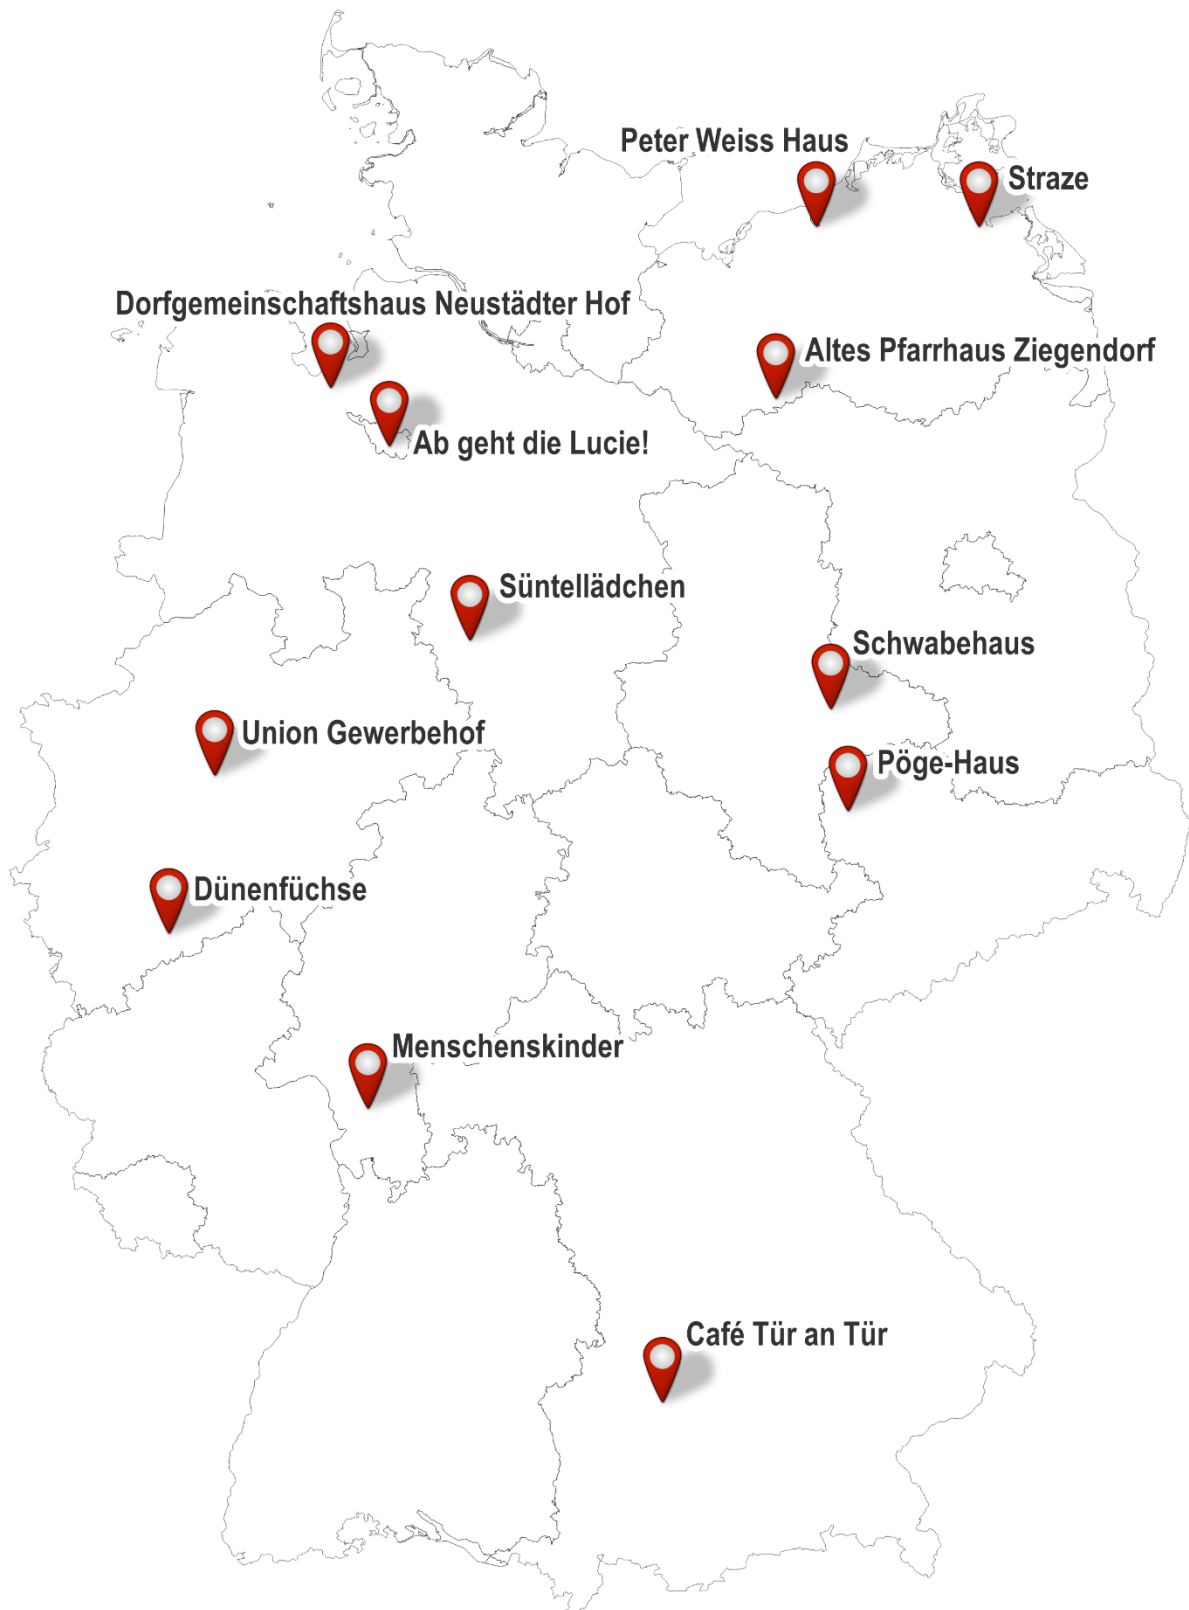 Peter Weiss Haus
Straze
Dorfgemeinschaftshaus Neustädter Hof
Altes Pfarrhaus Ziegendorf
Ab geht die Lucie!
Süntellädchen
Schwabehaus
Union Gewerbehof
Pöge-Haus
Dünenfüchse
Menschenskinder
Café Tür an Tür